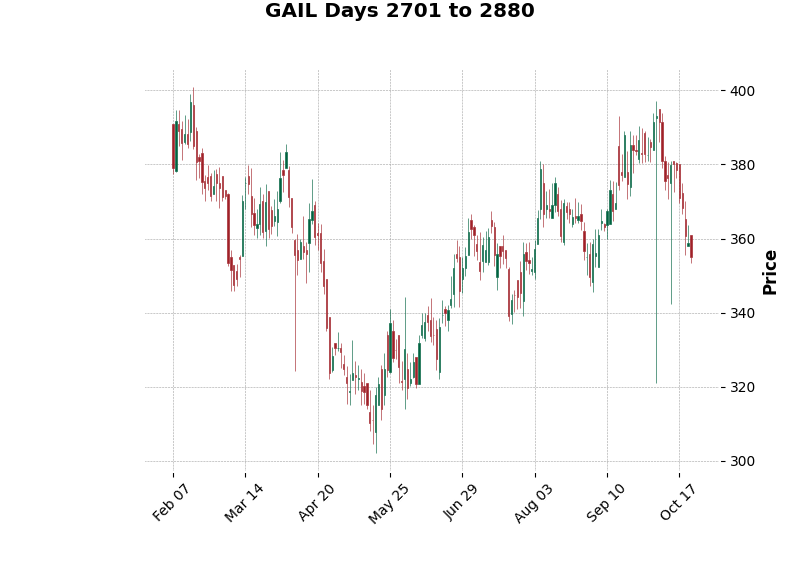 GAIL Days 2701 to 2880
400
380
360
340
320
300
Price
Feb 07
Mar 14
Apr 20
May 25
Jun 29
Aug 03
Sep 10
Oct 17